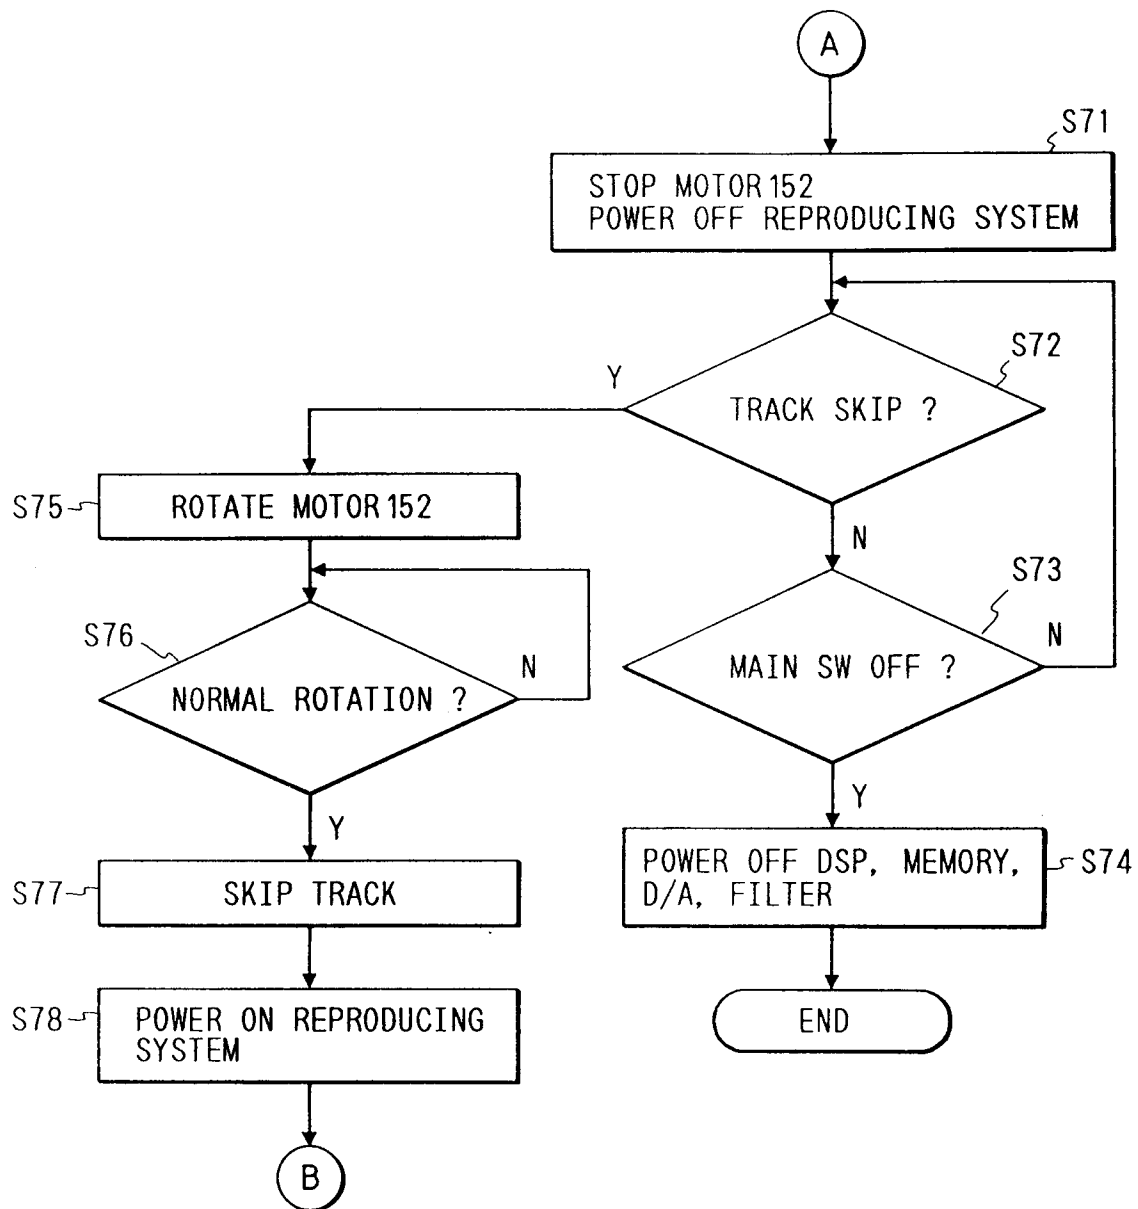 A
S71
STOP MOTOR 152
POWER OFF REPRODUCING SYSTEM
S72
Y
TRACK SKIP ?
N
S75
ROTATE MOTOR 152
S73
N
MAIN SW OFF ?
Y
S76
N
NORMAL ROTATION ?
Y
POWER OFF DSP, MEMORY,
D/A, FILTER
S74
S77
SKIP TRACK
S78
POWER ON REPRODUCING
SYSTEM
END
B